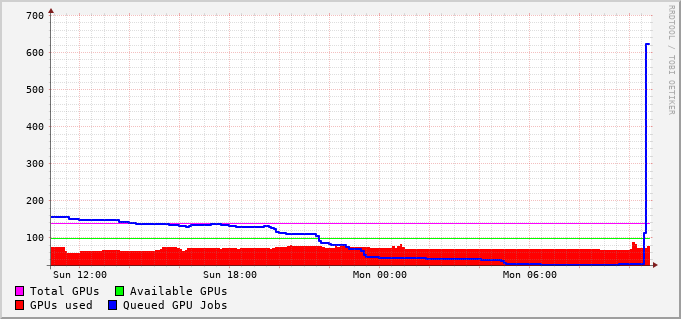 700
600
500
400
300
200
100
Sun 12:00 Sun 18:00 Mon 00:00 Mon 06:00
Total GPUs Available GPUs
GPUs used Queued GPU Jobs
RRDTOOL / TOBI OETIKER